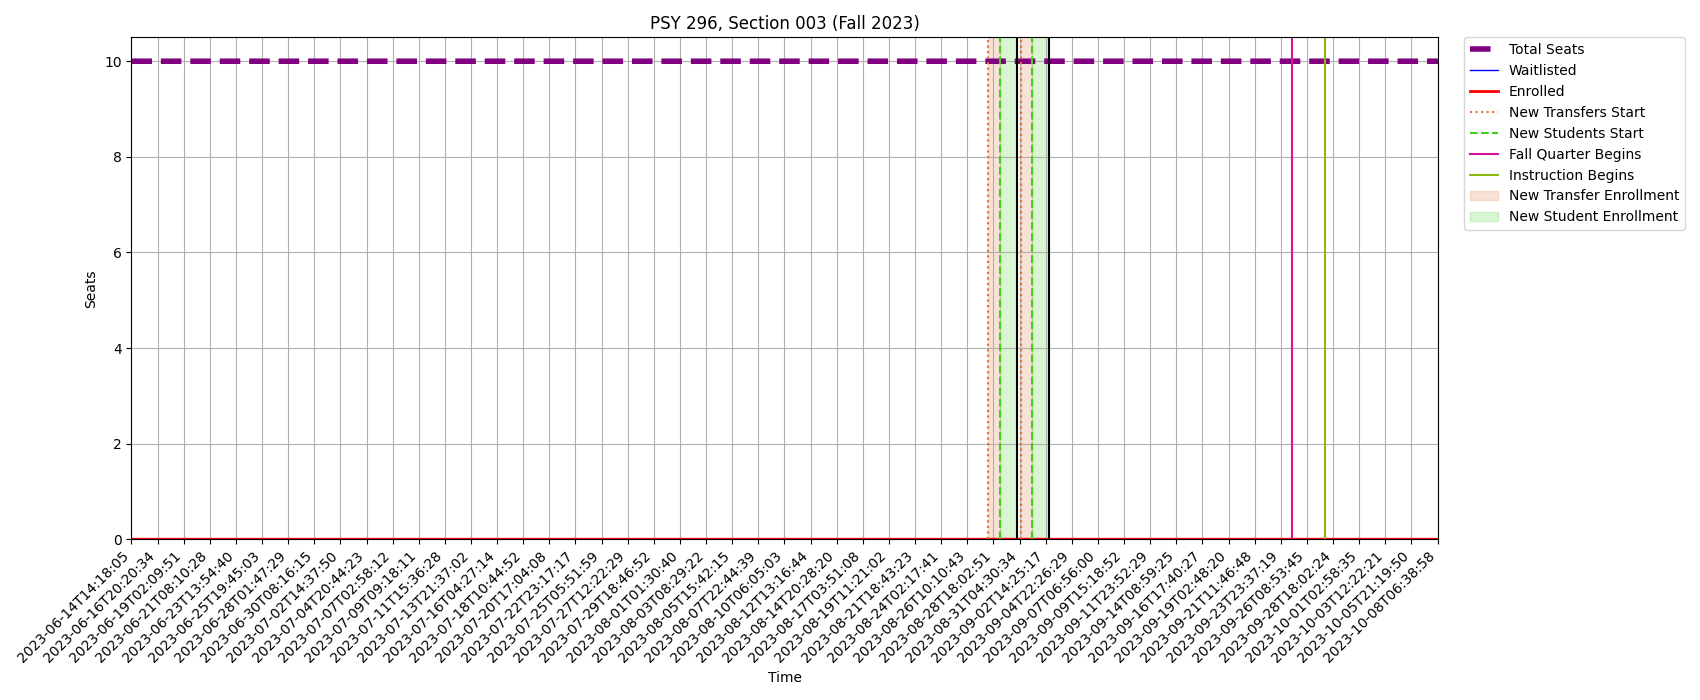 PSY 296, Section 003 (Fall 2023)
Total Seats
Waitlisted
Enrolled
New Transfers Start
New Students Start
Fall Quarter Begins
Instruction Begins
New Transfer Enrollment
New Student Enrollment
Seats
10
8
6
4
2
0
2023-06-14T14:18:05
2023-06-16T20:20:34
2023-06-19T02:09:51
2023-06-21T08:10:28
2023-06-23T13:54:40
2023-06-25T19:45:03
2023-06-28T01:47:29
2023-06-30T08:16:15
2023-07-02T14:37:50
2023-07-04T20:44:23
2023-07-07T02:58:12
2023-07-09T09:18:11
2023-07-11T15:36:28
2023-07-13T21:37:02
2023-07-16T04:27:14
2023-07-18T10:44:52
2023-07-20T17:04:08
2023-07-22T23:17:17
2023-07-25T05:51:59
2023-07-27T12:22:29
2023-07-29T18:46:52
2023-08-01T01:30:40
2023-08-03T08:29:22
2023-08-05T15:42:15
2023-08-07T22:44:39
2023-08-10T06:05:03
2023-08-12T13:16:44
2023-08-14T20:28:20
2023-08-17T03:51:08
2023-08-19T11:21:02
2023-08-21T18:43:23
2023-08-24T02:17:41
2023-08-26T10:10:43
2023-08-28T18:02:51
2023-08-31T04:30:34
2023-09-02T14:25:17
2023-09-04T22:26:29
2023-09-07T06:56:00
2023-09-09T15:18:52
2023-09-11T23:52:29
2023-09-14T08:59:25
2023-09-16T17:40:27
2023-09-19T02:48:20
2023-09-21T11:46:48
2023-09-23T23:37:19
2023-09-26T08:53:45
2023-09-28T18:02:24
2023-10-01T02:58:35
2023-10-03T12:22:21
2023-10-05T21:19:50
2023-10-08T06:38:58
Time